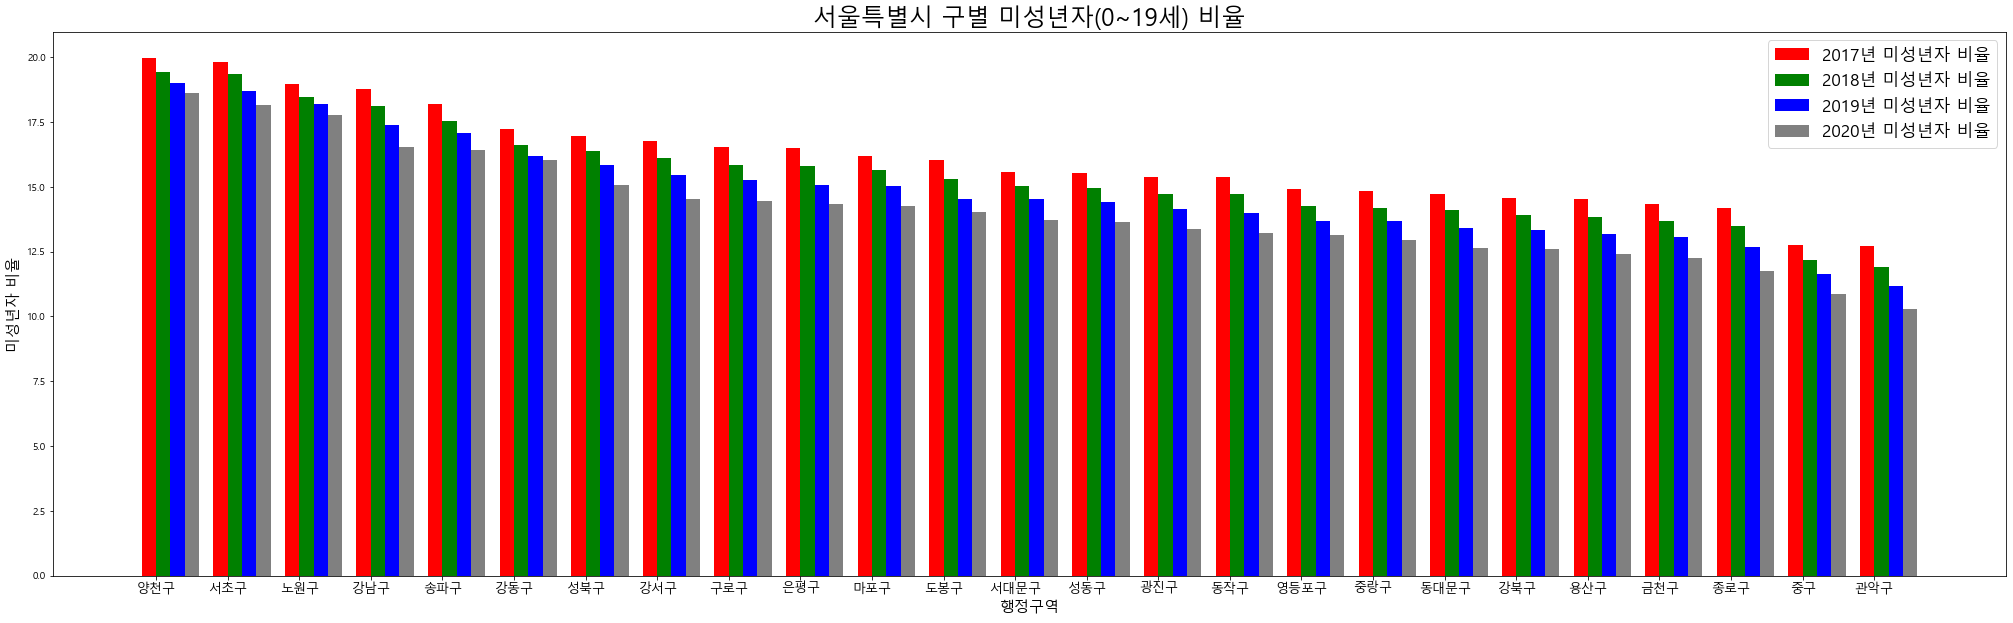 서울특별시 구별 미성년자(0~19세) 비율
2017년 미성년자 비율
2018년 미성년자 비율
2019년 미성년자 비율
2020년 미성년자 비율
미성년자 비율
20.0
17.5
15.0
12.5
10.0
7.5
5.0
2.5
0.0
양천구 서초구 노원구 강남구 송파구 강동구 성북구 강서구 구로구 은평구 마포구 도봉구 서대문구 성동구 광진구 동작구 영등포구 중랑구 동대문구 강북구 용산구 금천구 종로구 중구 관악구
행정구역